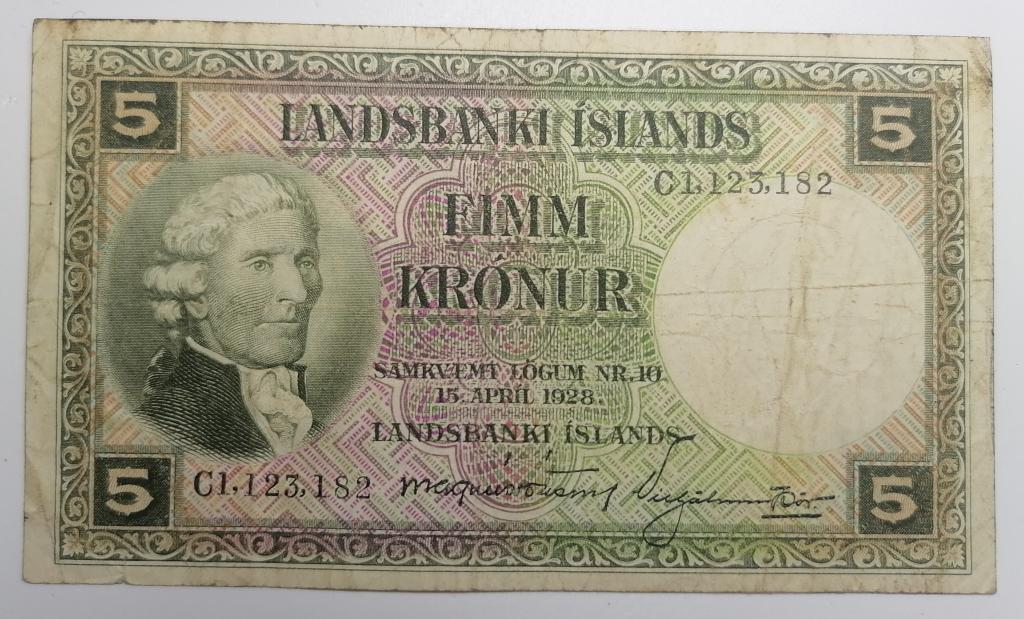 5 5
LANDSBANKI ÍSLANDS
C1,123,182
FIMM
KRÓNUR
SAMKVÆMT LÖGUM NR. 10
15. APRÍL 1928.
LANDSBANKI ÍSLANDS
5 C1,123,182 5